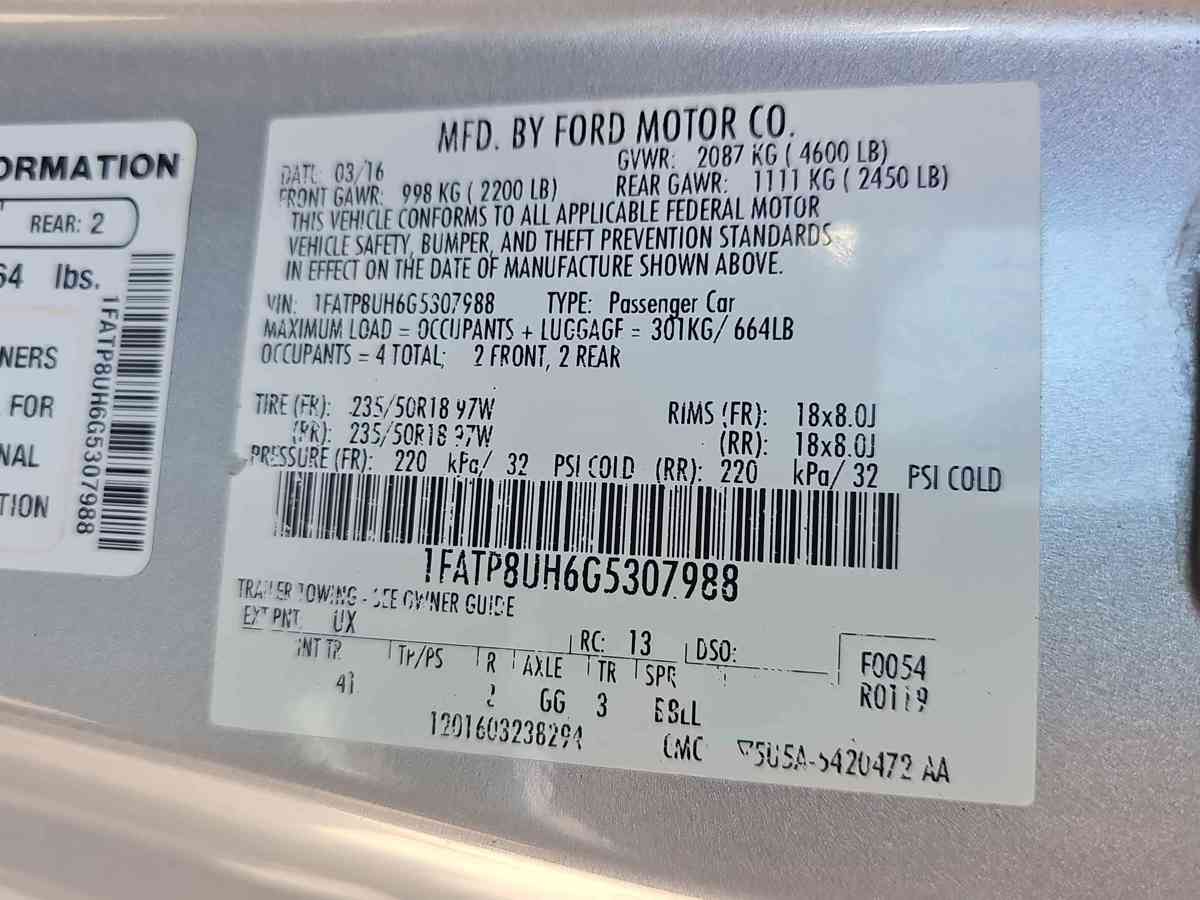 ORMATION
REAR: 2
64 lbs.
NERS
FOR
NAL
TION
1FATP8UH6G5307988
MFD. BY FORD MOTOR CO.
DATE: 03/16
GVWR: 2087 KG ( 4600 LB)
FRONT GAWR: 998 KG ( 2200 LB)
REAR GAWR: 1111 KG ( 2450 LB)
THIS VEHICLE CONFORMS TO ALL APPLICABLE FEDERAL MOTOR
VEHICLE SAFETY, BUMPER, AND THEFT PREVENTION STANDARDS
IN EFFECT ON THE DATE OF MANUFACTURE SHOWN ABOVE.
VIN: 1FATP8UH6G5307988 TYPE: Passenger Car
MAXIMUM LOAD = OCCUPANTS + LUGGAGE = 301KG/ 664LB
OCCUPANTS = 4 TOTAL; 2 FRONT, 2 REAR
TIRE (FR): 235/50R18 97W RIMS (FR): 18x8.0J
(RR): 235/50R18 97W (RR): 18x8.0J
PRESSURE (FR): 220 kPa/ 32 PSI COLD (RR): 220 kPa/ 32 PSI COLD
1FATP8UH6G5307988
TRAILER TOWING - SEE OWNER GUIDE
EXT PNT: UX RC: 13 DSO:
INT TR TP/PS R AXLE TR SPR F0054
41 2 GG 3 R0119
1201603238294